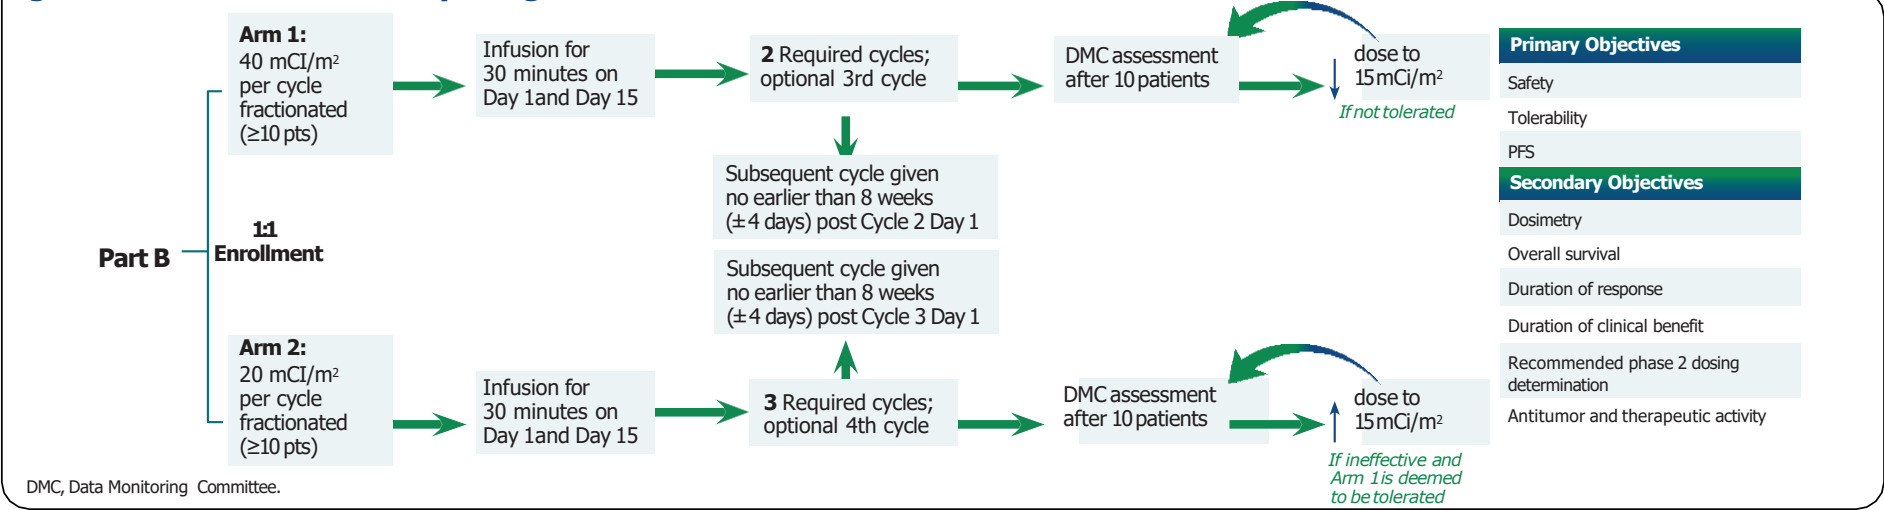 Arm 1:
40 mCI/m²
per cycle
fractionated
(≥10 pts)
Infusion for
30 minutes on
Day 1and Day 15
2 Required cycles;
optional 3rd cycle
DMC assessment
after 10 patients
↓ dose to
15mCi/m²
If not tolerated
Subsequent cycle given
no earlier than 8 weeks
(±4 days) post Cycle 2 Day 1
Part B
1:1
Enrollment
Subsequent cycle given
no earlier than 8 weeks
(±4 days) post Cycle 3 Day 1
Arm 2:
20 mCI/m²
per cycle
fractionated
(≥10 pts)
Infusion for
30 minutes on
Day 1and Day 15
3 Required cycles;
optional 4th cycle
DMC assessment
after 10 patients
↑ dose to
15mCi/m²
If ineffective and
Arm 1 is deemed
to be tolerated
Primary Objectives
Safety
Tolerability
PFS
Secondary Objectives
Dosimetry
Overall survival
Duration of response
Duration of clinical benefit
Recommended phase 2 dosing
determination
Antitumor and therapeutic activity
DMC, Data Monitoring Committee.